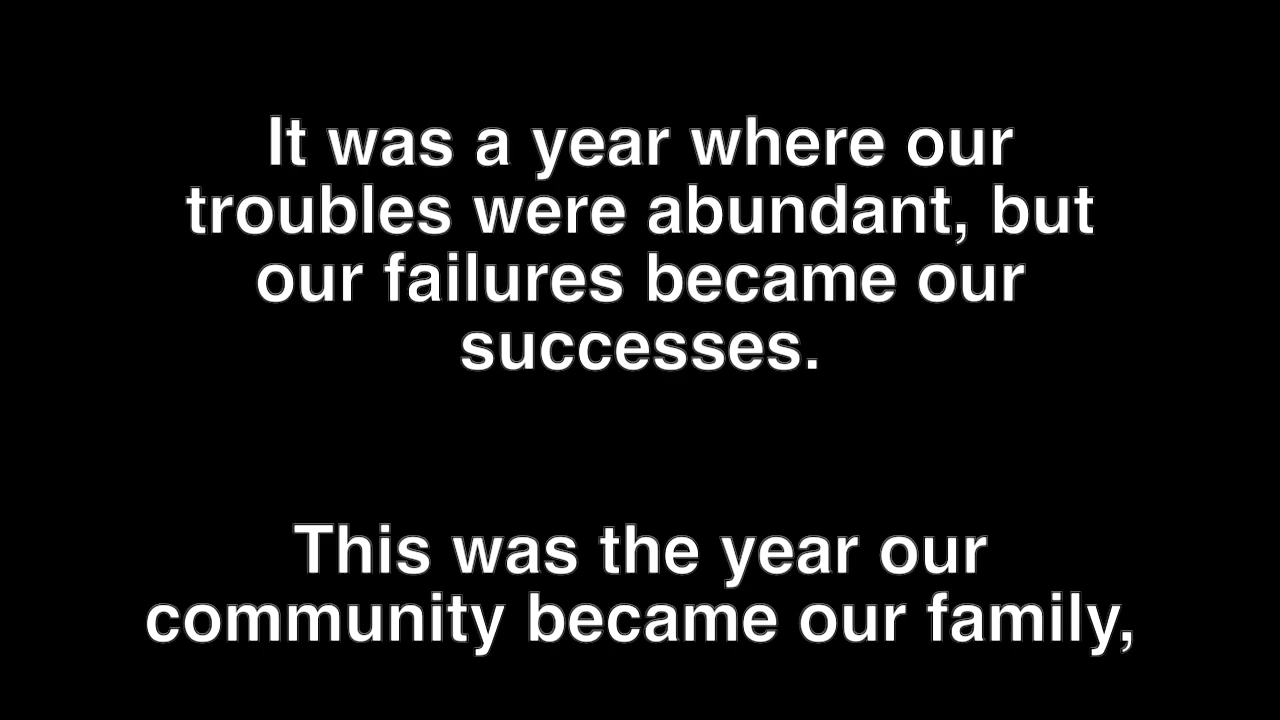 It was a year where our
troubles were abundant, but
our failures became our
successes.
This was the year our
community became our family,